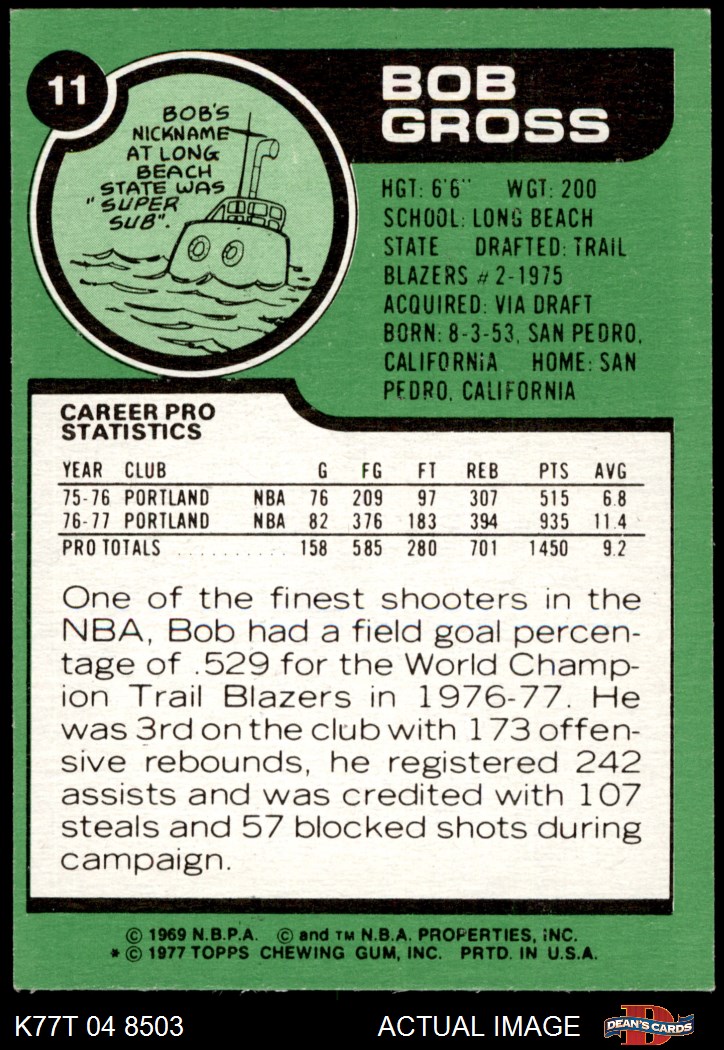 11
BOB'S
NICKNAME
AT LONG
BEACH
STATE WAS
"SUPER
SUB".
BOB
GROSS
HGT: 6'6" WGT: 200
SCHOOL: LONG BEACH
STATE DRAFTED: TRAIL
BLAZERS #2-1975
ACQUIRED: VIA DRAFT
BORN: 8-3-53, SAN PEDRO,
CALIFORNiA HOME: SAN
PEDRO, CALIFORNIA
CAREER PRO
STATISTICS
YEAR CLUB G FG FT REB PTS AVG
75-76 PORTLAND NBA 76 209 97 307 515 6.8
76-77 PORTLAND NBA 82 376 183 394 935 11.4
PRO TOTALS . . . . . . . . . . 158 585 280 701 1450 9.2
One of the finest shooters in the
NBA, Bob had a field goal percen-
tage of .529 for the World Champ-
ion Trail Blazers in 1976-77. He
was 3rd on the club with 173 offen-
sive rebounds, he registered 242
assists and was credited with 107
steals and 57 blocked shots during
campaign.
© 1969 N.B.P.A. © and TM N.B.A. PROPERTIES, iNC.
* © 1977 TOPPS CHEWING GUM, INC. PRTD. IN U.S.A.
K77T 04 8503 ACTUAL IMAGE DEAN'S CARDS